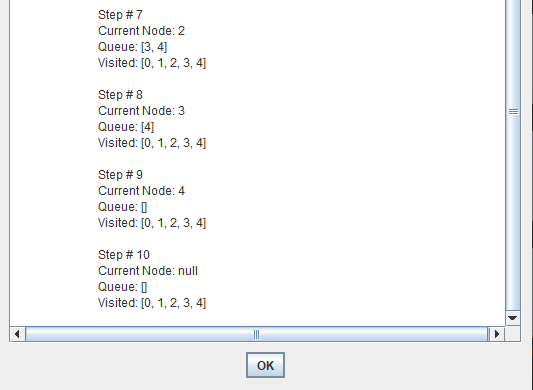 Step # 7
Current Node: 2
Queue: [3, 4]
Visited: [0, 1, 2, 3, 4]
Step # 8
Current Node: 3
Queue: [4]
Visited: [0, 1, 2, 3, 4]
Step # 9
Current Node: 4
Queue: []
Visited: [0, 1, 2, 3, 4]
Step # 10
Current Node: null
Queue: []
Visited: [0, 1, 2, 3, 4]
OK